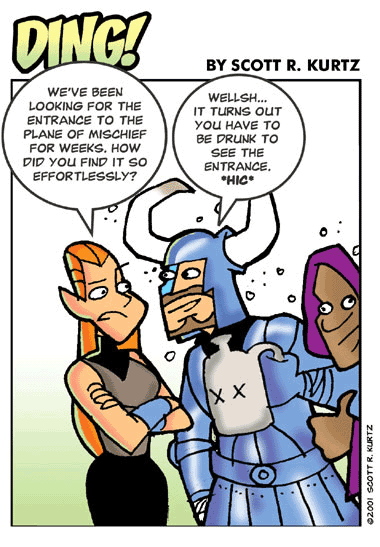 DING!
BY SCOTT R. KURTZ
WE'VE BEEN
LOOKING FOR THE
ENTRANCE TO THE
PLANE OF MISCHIEF
FOR WEEKS. HOW
DID YOU FIND IT SO
EFFORTLESSLY?
WELLSH...
IT TURNS OUT
YOU HAVE TO
BE DRUNK TO
SEE THE
ENTRANCE.
*HIC*
XX
©2001 SCOTT R. KURTZ